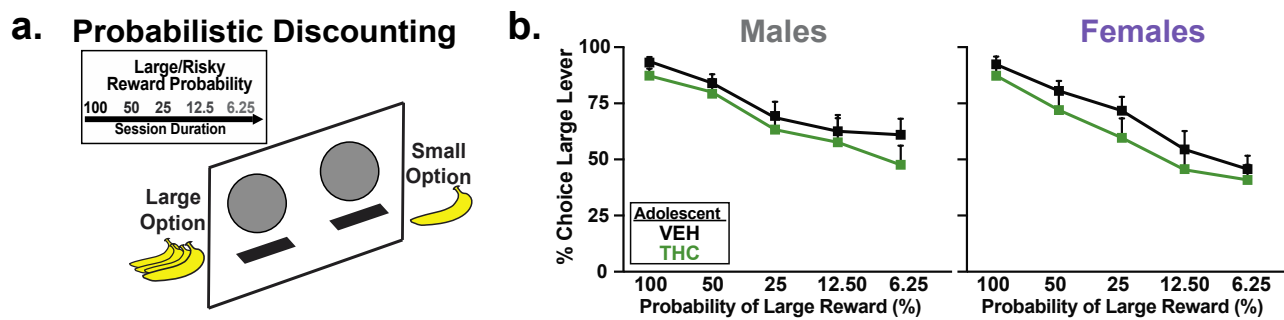 a. Probabilistic Discounting
Large/Risky
Reward Probability
100 50 25 12.5 6.25
Session Duration
Small
Option
Large
Option
b.
Males
Females
% Choice Large Lever
100
75
50
25
0
Adolescent
VEH
THC
100 50 25 12.50 6.25
Probability of Large Reward (%)
100 50 25 12.50 6.25
Probability of Large Reward (%)